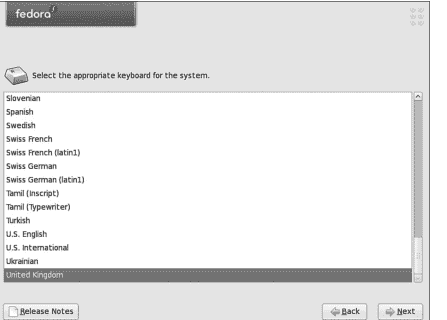 fedora
Select the appropriate keyboard for the system.
Slovenian
Spanish
Swedish
Swiss French
Swiss French (latin1)
Swiss German
Swiss German (latin1)
Tamil (Inscript)
Tamil (Typewriter)
Turkish
U.S. English
U.S. International
Ukrainian
United Kingdom
Release Notes
Back
Next